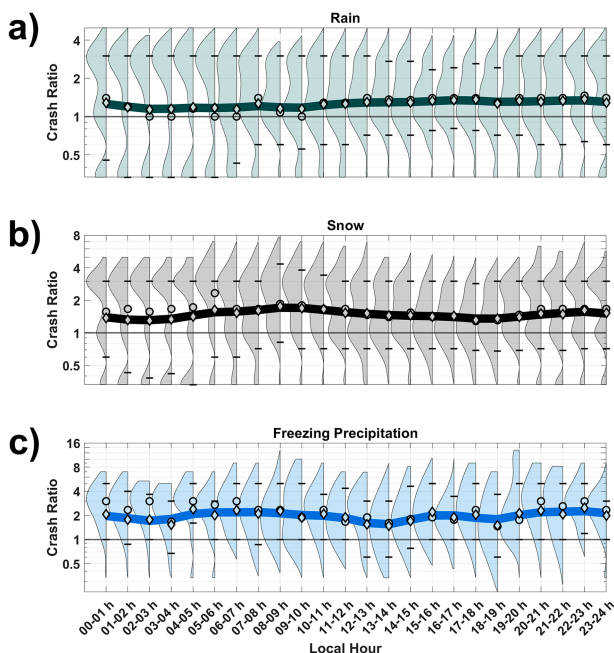 a)
Rain
Crash Ratio
4
2
1
0.5
b)
Snow
Crash Ratio
8
4
2
1
0.5
c)
Freezing Precipitation
Crash Ratio
16
8
4
2
1
0.5
00-01 h
01-02 h
02-03 h
03-04 h
04-05 h
05-06 h
06-07 h
07-08 h
08-09 h
09-10 h
10-11 h
11-12 h
12-13 h
13-14 h
14-15 h
15-16 h
16-17 h
17-18 h
18-19 h
19-20 h
20-21 h
21-22 h
22-23 h
23-24 h
Local Hour